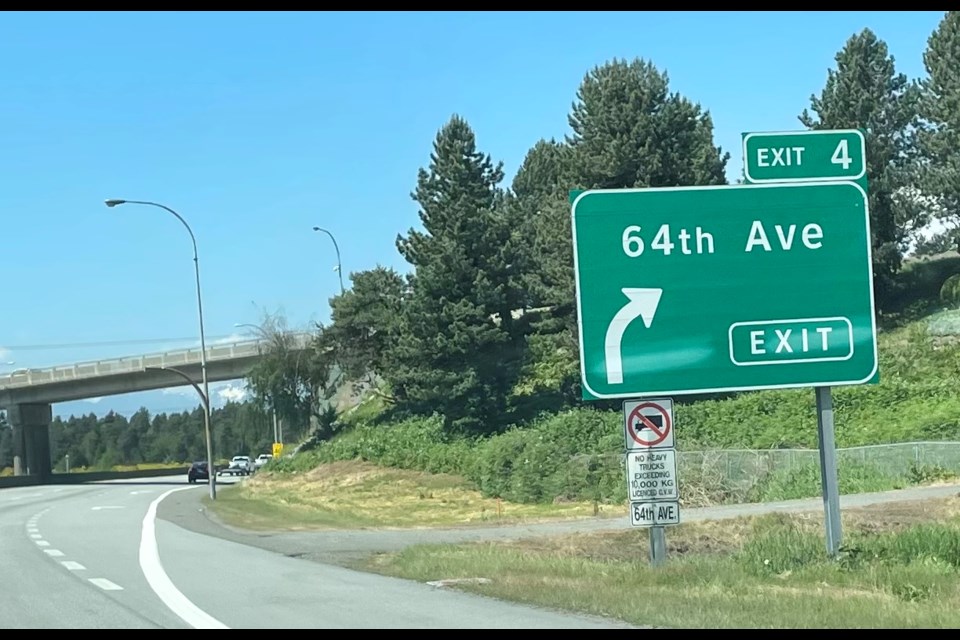 EXIT 4
64th Ave
EXIT
NO HEAVY
TRUCKS
EXCEEDING
10,000 KG
LICENCED G.V.W.
64th AVE.